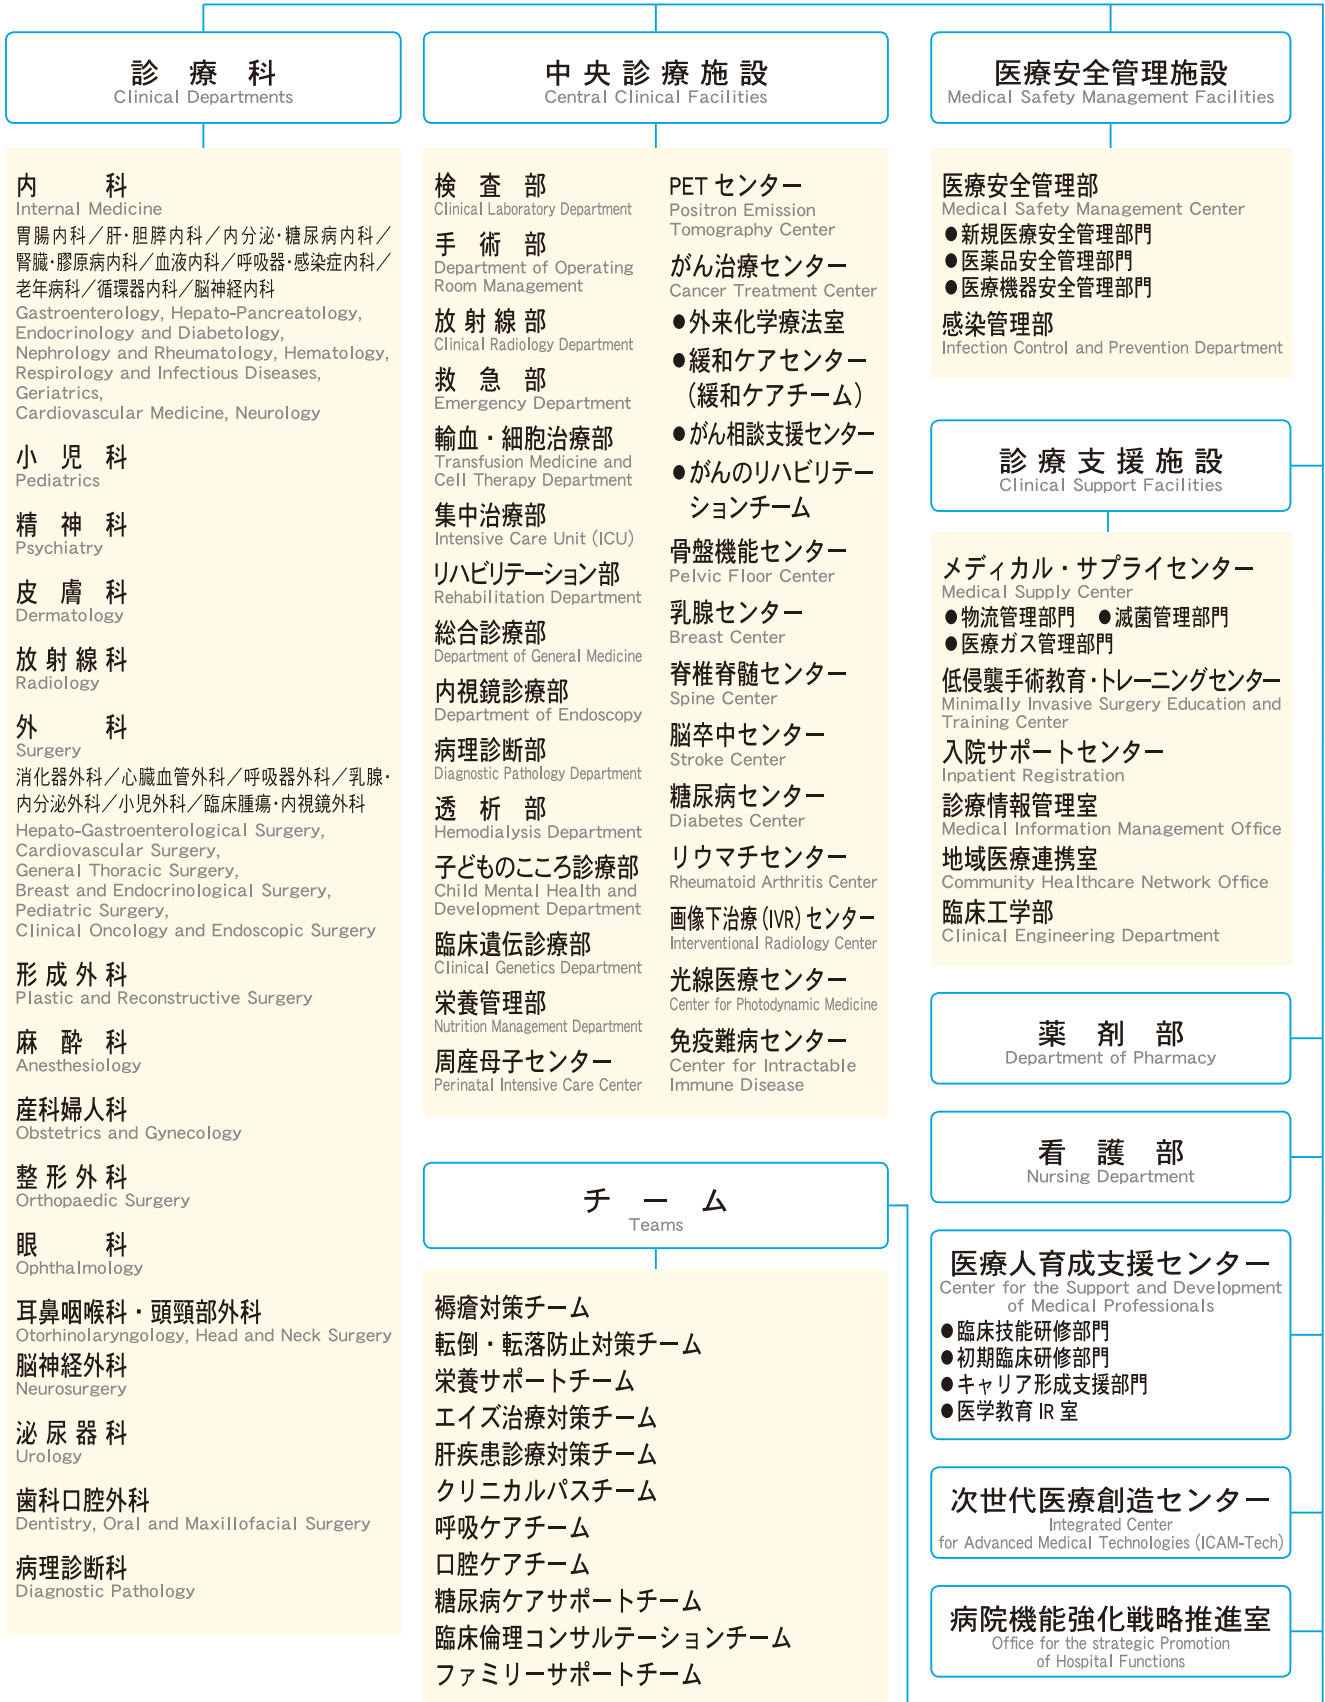 診療科
Clinical Departments
内科
Internal Medicine
胃腸内科／肝・胆膵内科／内分泌・糖尿病内科／
腎臓・膠原病内科／血液内科／呼吸器・感染症内科／
老年病科／循環器内科／脳神経内科
Gastroenterology, Hepato-Pancreatology,
Endocrinology and Diabetology,
Nephrology and Rheumatology, Hematology,
Respirology and Infectious Diseases,
Geriatrics,
Cardiovascular Medicine, Neurology
小児科
Pediatrics
精神科
Psychiatry
皮膚科
Dermatology
放射線科
Radiology
外科
Surgery
消化器外科／心臓血管外科／呼吸器外科／乳腺・
内分泌外科／小児外科／臨床腫瘍・内視鏡外科
Hepato-Gastroenterological Surgery,
Cardiovascular Surgery,
General Thoracic Surgery,
Breast and Endocrinological Surgery,
Pediatric Surgery,
Clinical Oncology and Endoscopic Surgery
形成外科
Plastic and Reconstructive Surgery
麻酔科
Anesthesiology
産科婦人科
Obstetrics and Gynecology
整形外科
Orthopaedic Surgery
眼科
Ophthalmology
耳鼻咽喉科・頭頸部外科
Otorhinolaryngology, Head and Neck Surgery
脳神経外科
Neurosurgery
泌尿器科
Urology
歯科口腔外科
Dentistry, Oral and Maxillofacial Surgery
病理診断科
Diagnostic Pathology
中央診療施設
Central Clinical Facilities
検査部
Clinical Laboratory Department
手術部
Department of Operating
Room Management
放射線部
Clinical Radiology Department
救急部
Emergency Department
輸血・細胞治療部
Transfusion Medicine and
Cell Therapy Department
集中治療部
Intensive Care Unit (ICU)
リハビリテーション部
Rehabilitation Department
総合診療部
Department of General Medicine
内視鏡診療部
Department of Endoscopy
病理診断部
Diagnostic Pathology Department
透析部
Hemodialysis Department
子どものこころ診療部
Child Mental Health and
Development Department
臨床遺伝診療部
Clinical Genetics Department
栄養管理部
Nutrition Management Department
周産母子センター
Perinatal Intensive Care Center
PET センター
Positron Emission
Tomography Center
がん治療センター
Cancer Treatment Center
●外来化学療法室
●緩和ケアセンター
（緩和ケアチーム）
●がん相談支援センター
●がんのリハビリテー
ションチーム
骨盤機能センター
Pelvic Floor Center
乳腺センター
Breast Center
脊椎脊髄センター
Spine Center
脳卒中センター
Stroke Center
糖尿病センター
Diabetes Center
リウマチセンター
Rheumatoid Arthritis Center
画像下治療(IVR)センター
Interventional Radiology Center
光線医療センター
Center for Photodynamic Medicine
免疫難病センター
Center for Intractable
Immune Disease
チーム
Teams
褥瘡対策チーム
転倒・転落防止対策チーム
栄養サポートチーム
エイズ治療対策チーム
肝疾患診療対策チーム
クリニカルパスチーム
呼吸ケアチーム
口腔ケアチーム
糖尿病ケアサポートチーム
臨床倫理コンサルテーションチーム
ファミリーサポートチーム
医療安全管理施設
Medical Safety Management Facilities
医療安全管理部
Medical Safety Management Center
●新規医療安全管理部門
●医薬品安全管理部門
●医療機器安全管理部門
感染管理部
Infection Control and Prevention Department
診療支援施設
Clinical Support Facilities
メディカル・サプライセンター
Medical Supply Center
●物流管理部門 ●滅菌管理部門
●医療ガス管理部門
低侵襲手術教育・トレーニングセンター
Minimally Invasive Surgery Education and
Training Center
入院サポートセンター
Inpatient Registration
診療情報管理室
Medical Information Management Office
地域医療連携室
Community Healthcare Network Office
臨床工学部
Clinical Engineering Department
薬剤部
Department of Pharmacy
看護部
Nursing Department
医療人育成支援センター
Center for the Support and Development
of Medical Professionals
●臨床技能研修部門
●初期臨床研修部門
●キャリア形成支援部門
●医学教育 IR 室
次世代医療創造センター
Integrated Center
for Advanced Medical Technologies (ICAM-Tech)
病院機能強化戦略推進室
Office for the strategic Promotion
of Hospital Functions